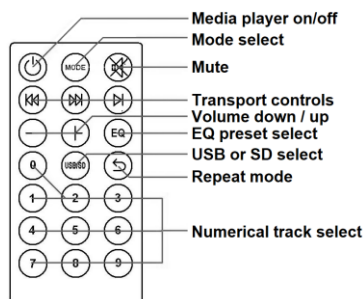 Media player on/off
Mode select
MODE
Mute
Transport controls
Volume down / up
EQ
EQ preset select
USB/SD
USB or SD select
0
Repeat mode
1 2 3
Numerical track select
4 5 6
7 8 9